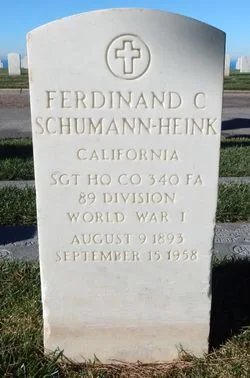 FERDINAND C
SCHUMANN-HEINK
CALIFORNIA
SGT HQ CO 340 FA
89 DIVISION
WORLD WAR I
AUGUST 9 1893
SEPTEMBER 15 1958